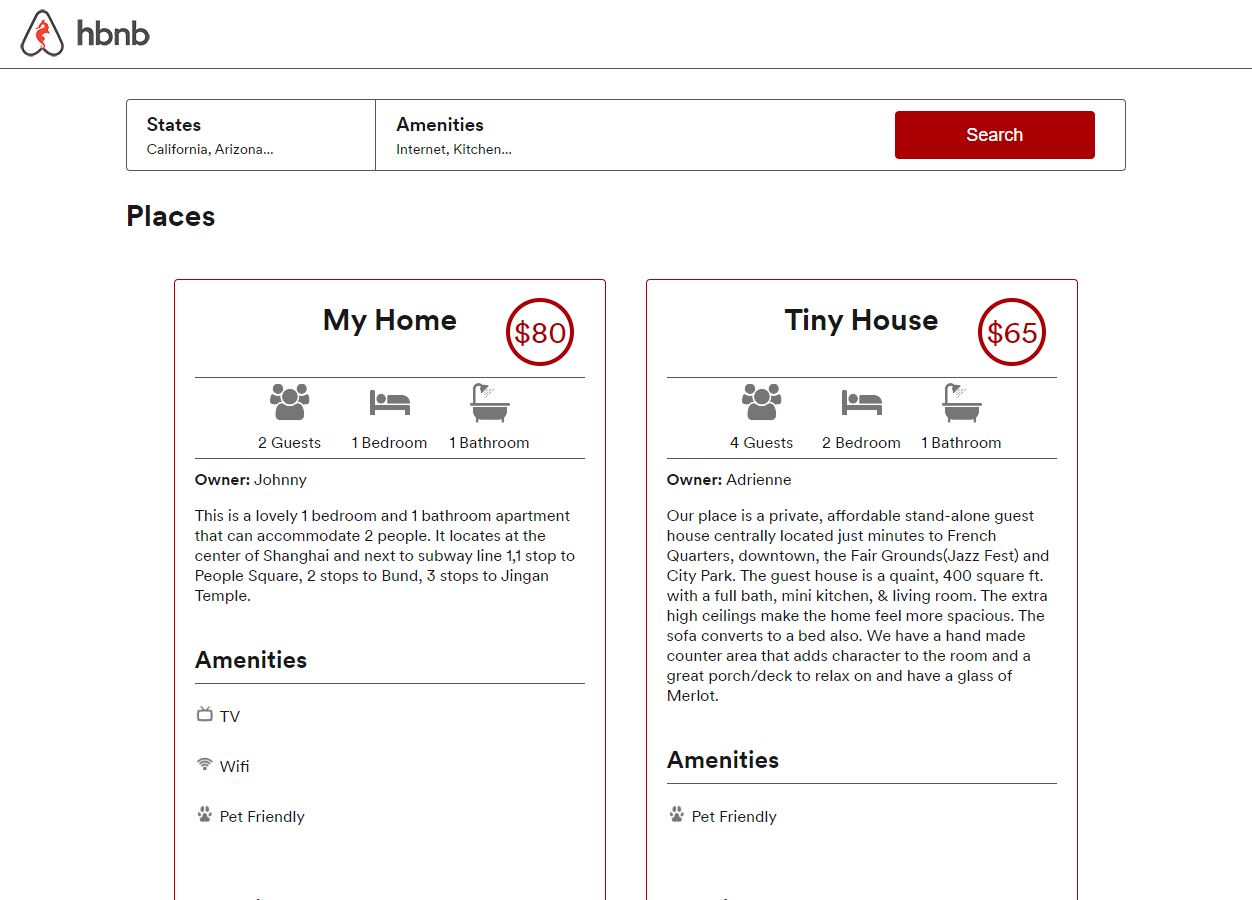 hbnb
States
California, Arizona...
Amenities
Internet, Kitchen...
Search
Places
My Home
$80
2 Guests
1 Bedroom
1 Bathroom
Owner: Johnny
This is a lovely 1 bedroom and 1 bathroom apartment
that can accommodate 2 people. It locates at the
center of Shanghai and next to subway line 1,1 stop to
People Square, 2 stops to Bund, 3 stops to Jingan
Temple.
Amenities
TV
Wifi
Pet Friendly
Tiny House
$65
4 Guests
2 Bedroom
1 Bathroom
Owner: Adrienne
Our place is a private, affordable stand-alone guest
house centrally located just minutes to French
Quarters, downtown, the Fair Grounds(Jazz Fest) and
City Park. The guest house is a quaint, 400 square ft.
with a full bath, mini kitchen, & living room. The extra
high ceilings make the home feel more spacious. The
sofa converts to a bed also. We have a hand made
counter area that adds character to the room and a
great porch/deck to relax on and have a glass of
Merlot.
Amenities
Pet Friendly